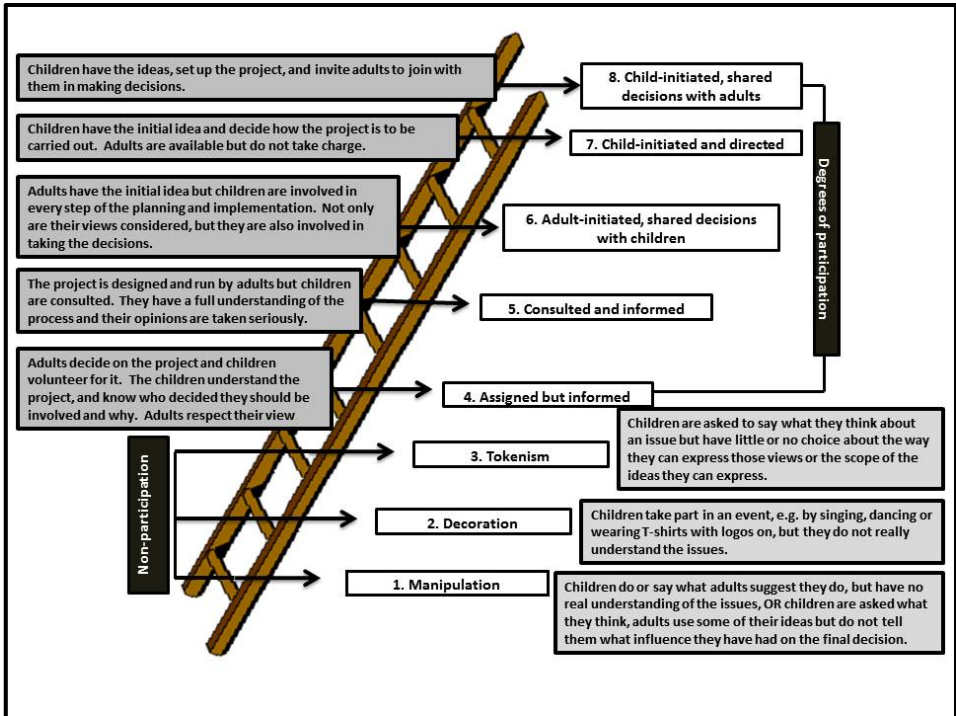 Children have the ideas, set up the project, and invite adults to join with
them in making decisions.
8. Child-initiated, shared
decisions with adults
Children have the initial idea and decide how the project is to be
carried out. Adults are available but do not take charge.
7. Child-initiated and directed
Degrees of participation
Adults have the initial idea but children are involved in
every step of the planning and implementation. Not only
are their views considered, but they are also involved in
taking the decisions.
6. Adult-initiated, shared decisions
with children
The project is designed and run by adults but children
are consulted. They have a full understanding of the
process and their opinions are taken seriously.
5. Consulted and informed
Adults decide on the project and children
volunteer for it. The children understand the
project, and know who decided they should be
involved and why. Adults respect their view
4. Assigned but informed
Non-participation
3. Tokenism
Children are asked to say what they think about
an issue but have little or no choice about the way
they can express those views or the scope of the
ideas they can express.
2. Decoration
Children take part in an event, e.g. by singing, dancing or
wearing T-shirts with logos on, but they do not really
understand the issues.
1. Manipulation
Children do or say what adults suggest they do, but have no
real understanding of the issues, OR children are asked what
they think, adults use some of their ideas but do not tell
them what influence they have had on the final decision.